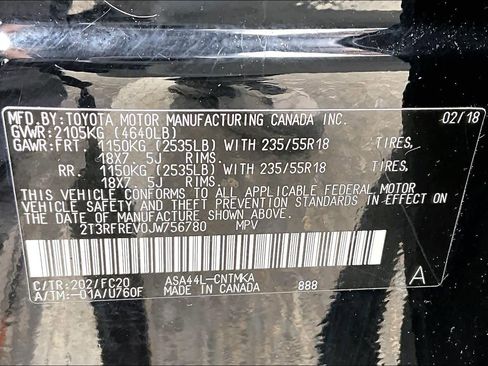 MFD.BY:TOYOTA MOTOR MANUFACTURING CANADA INC. 02/18
GVWR:2105KG (4640LB)
GAWR:FRT. 1150KG (2535LB) WITH 235/55R18 TIRES,
18X7. 5J RIMS.
RR. 1150KG (2535LB) WITH 235/55R18 TIRES,
18X7. 5J RIMS.
THIS VEHICLE CONFORMS TO ALL APPLICABLE FEDERAL MOTOR
VEHICLE SAFETY AND THEFT PREVENTION STANDARDS IN EFFECT ON
THE DATE OF MANUFACTURE SHOWN ABOVE.
2T3RFREV0JW756780 MPV
C/TR:202/FC20 ASA44L-CNTMKA
A/TM:-01A/U760F MADE IN CANADA 888 A